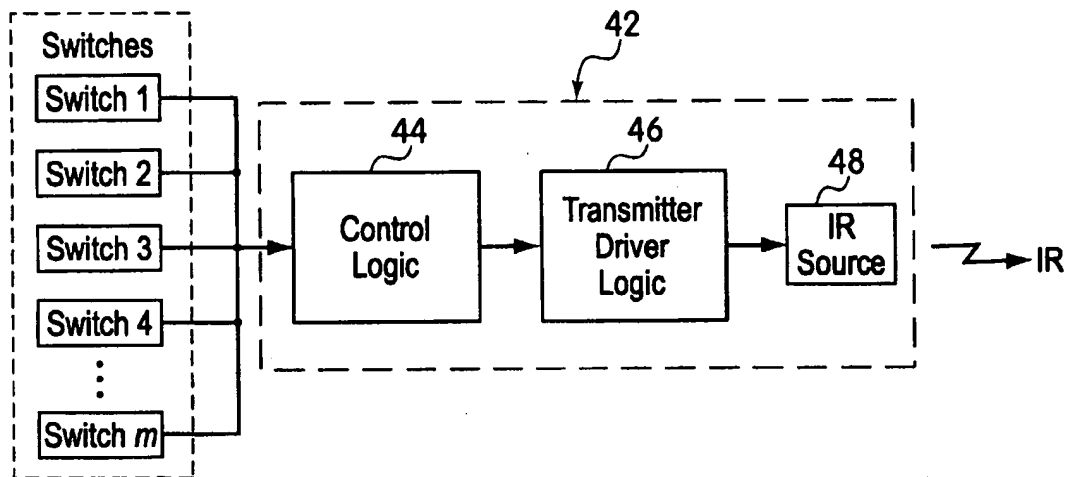 Switches
Switch 1
Switch 2
Switch 3
Switch 4
Switch m
42
44
Control
Logic
46
Transmitter
Driver
Logic
48
IR
Source
IR